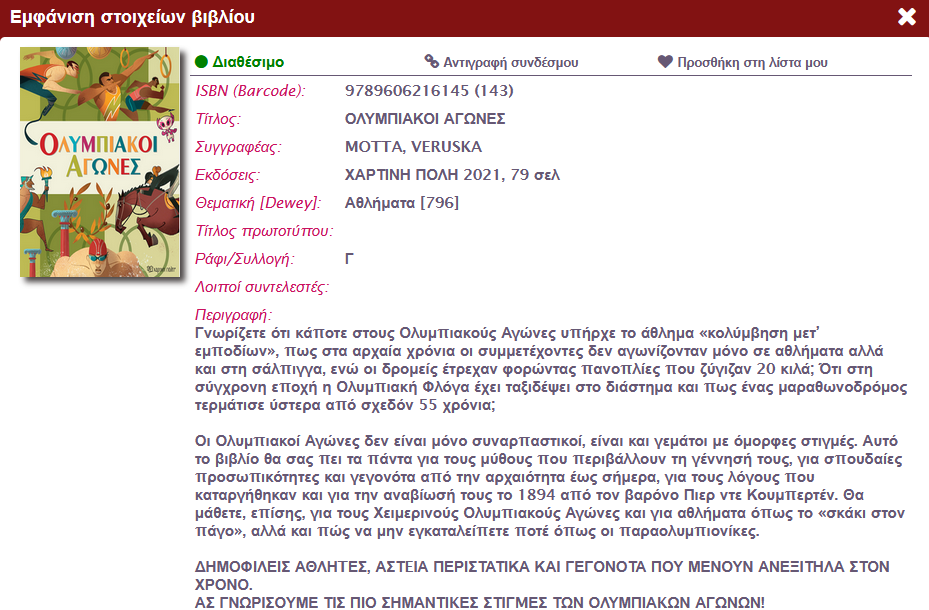 Εμφάνιση στοιχείων βιβλίου
Διαθέσιμο
Αντιγραφή συνδέσμου
Προσθήκη στη λίστα μου
ΟΛΥΜΠΙΑΚΟΙ
ΑΓΩΝΕΣ
ISBN (Barcode): 9789606216145 (143)
Τίτλος: ΟΛΥΜΠΙΑΚΟΙ ΑΓΩΝΕΣ
Συγγραφέας: MOTTA, VERUSKA
Εκδόσεις: ΧΑΡΤΙΝΗ ΠΟΛΗ 2021, 79 σελ
Θεματική [Dewey]: Αθλήματα [796]
Τίτλος πρωτοτύπου:
Ράφι/Συλλογή: Γ
Λοιποί συντελεστές:
Περιγραφή:
Γνωρίζετε ότι κάποτε στους Ολυμπιακούς Αγώνες υπήρχε το άθλημα «κολύμβηση μετ’
εμποδίων», πως στα αρχαία χρόνια οι συμμετέχοντες δεν αγωνίζονταν μόνο σε αθλήματα αλλά
και στη σάλπιγγα, ενώ οι δρομείς έτρεχαν φορώντας πανοπλίες που ζύγιζαν 20 κιλά; Ότι στη
σύγχρονη εποχή η Ολυμπιακή Φλόγα έχει ταξιδέψει στο διάστημα και πως ένας μαραθωνοδρόμος
τερμάτισε ύστερα από σχεδόν 55 χρόνια;
Οι Ολυμπιακοί Αγώνες δεν είναι μόνο συναρπαστικοί, είναι και γεμάτοι με όμορφες στιγμές. Αυτό
το βιβλίο θα σας πει τα πάντα για τους μύθους που περιβάλλουν τη γέννησή τους, για σπουδαίες
προσωπικότητες και γεγονότα από την αρχαιότητα έως σήμερα, για τους λόγους που
καταργήθηκαν και για την αναβίωσή τους το 1894 από τον βαρόνο Πιερ ντε Κουμπερτέν. Θα
μάθετε, επίσης, για τους Χειμερινούς Ολυμπιακούς Αγώνες και για αθλήματα όπως το «σκάκι στον
πάγο», αλλά και πώς να μην εγκαταλείπετε ποτέ όπως οι παραολυμπιονίκες.
ΔΗΜΟΦΙΛΕΙΣ ΑΘΛΗΤΕΣ, ΑΣΤΕΙΑ ΠΕΡΙΣΤΑΤΙΚΑ ΚΑΙ ΓΕΓΟΝΟΤΑ ΠΟΥ ΜΕΝΟΥΝ ΑΝΕΞΙΤΗΛΑ ΣΤΟΝ
ΧΡΟΝΟ.
ΑΣ ΓΝΩΡΙΣΟΥΜΕ ΤΙΣ ΠΙΟ ΣΗΜΑΝΤΙΚΕΣ ΣΤΙΓΜΕΣ ΤΩΝ ΟΛΥΜΠΙΑΚΩΝ ΑΓΩΝΩΝ!